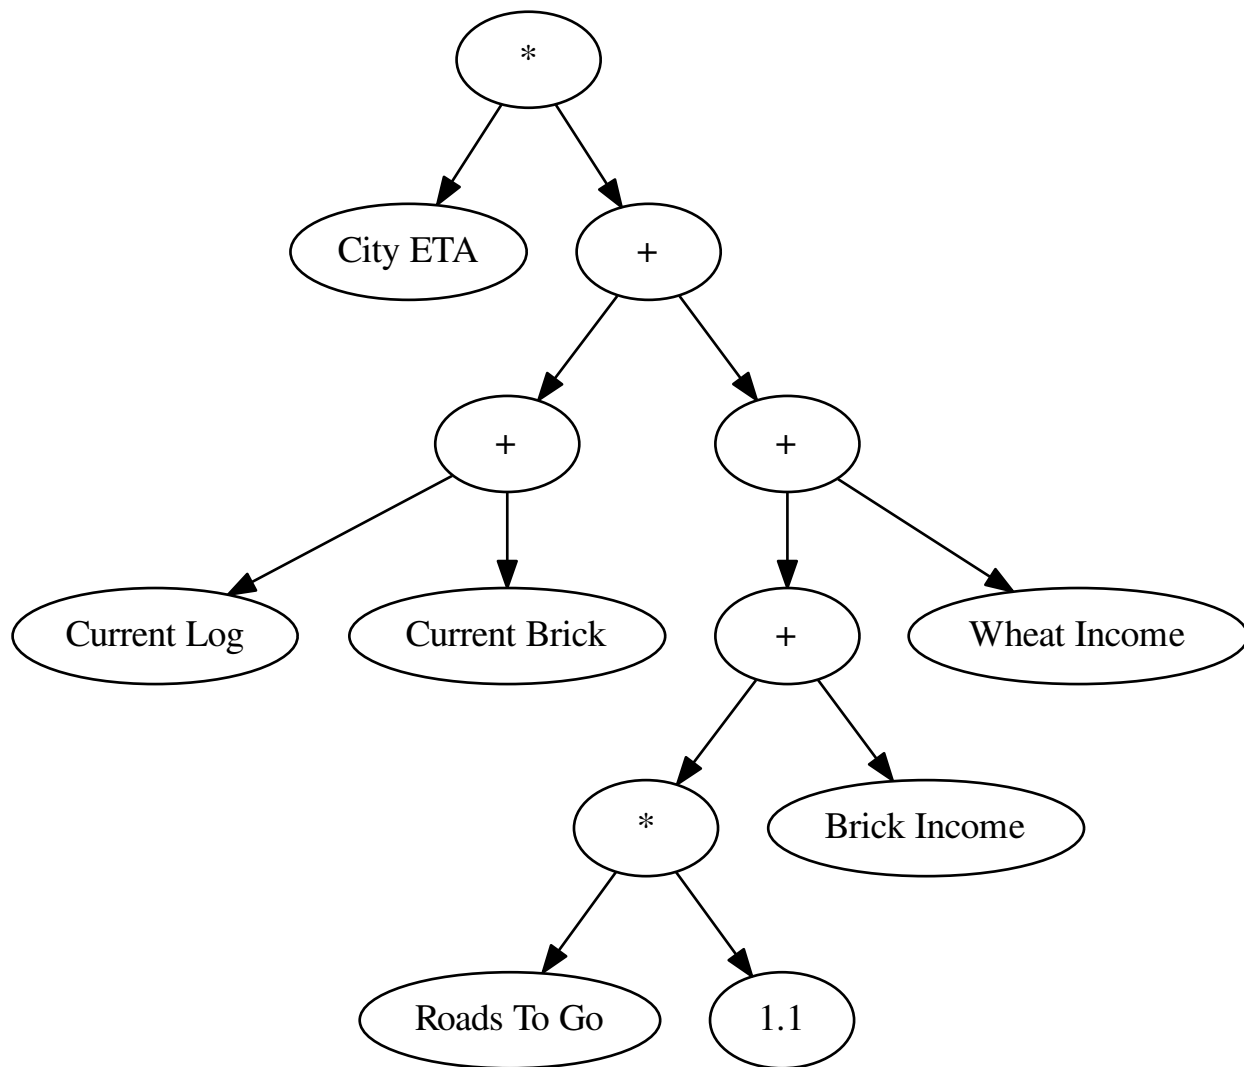 *
City ETA
+
+
+
Current Log
Current Brick
+
Wheat Income
*
Brick Income
Roads To Go
1.1